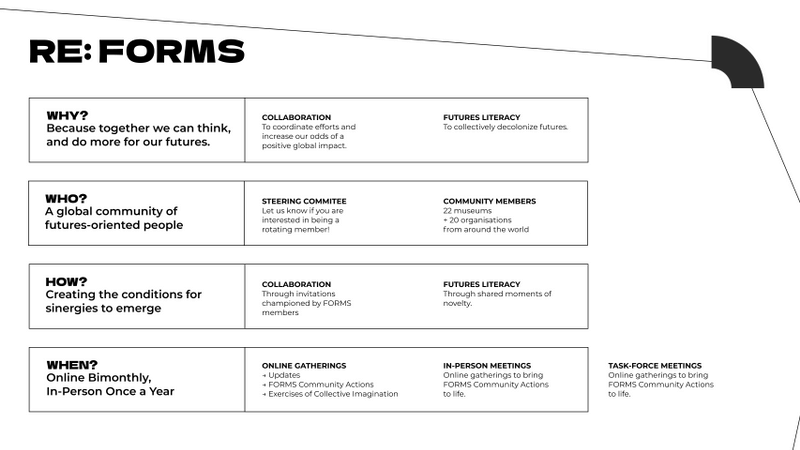 RE: FORMS
WHY?
Because together we can think,
and do more for our futures.
COLLABORATION
To coordinate efforts and
increase our odds of a
positive global impact.
FUTURES LITERACY
To collectively decolonize futures.
WHO?
A global community of
futures-oriented people
STEERING COMMITEE
Let us know if you are
interested in being a
rotating member!
COMMUNITY MEMBERS
22 museums
+ 20 organisations
from around the world
HOW?
Creating the conditions for
sinergies to emerge
COLLABORATION
Through invitations
championed by FORMS
members
FUTURES LITERACY
Through shared moments of
novelty.
WHEN?
Online Bimonthly,
In-Person Once a Year
ONLINE GATHERINGS
→ Updates
→ FORMS Community Actions
→ Exercises of Collective Imagination
IN-PERSON MEETINGS
Online gatherings to bring
FORMS Community Actions
to life.
TASK-FORCE MEETINGS
Online gatherings to bring
FORMS Community Actions
to life.